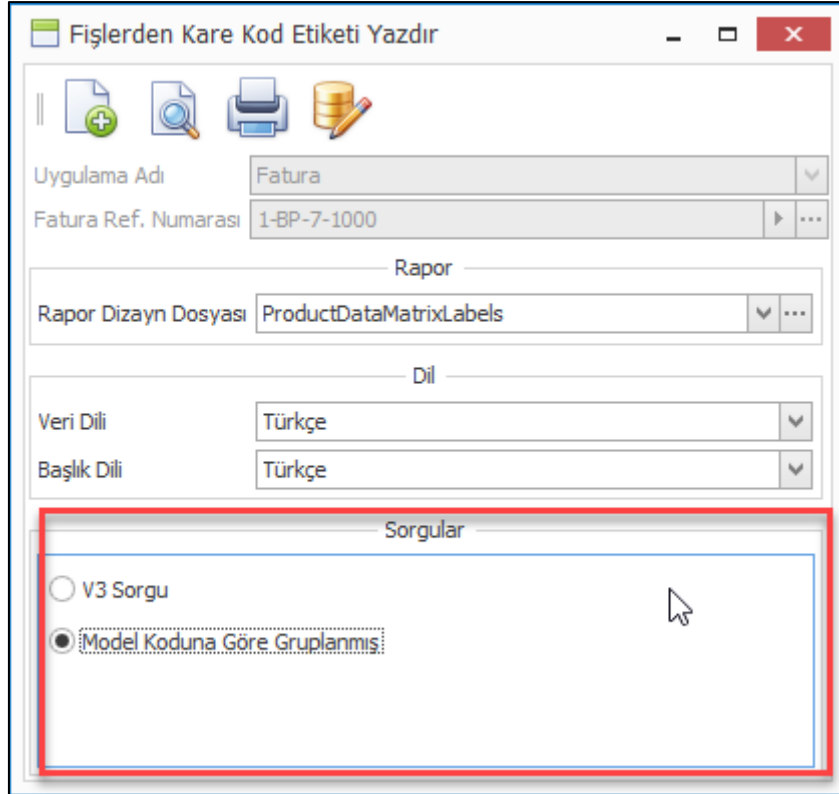 Fişlerden Kare Kod Etiketi Yazdır
Uygulama Adı Fatura
Fatura Ref. Numarası 1-BP-7-1000
Rapor
Rapor Dizayn Dosyası ProductDataMatrixLabels
Dil
Veri Dili Türkçe
Başlık Dili Türkçe
Sorgular
V3 Sorgu
Model Koduna Göre Gruplanmış